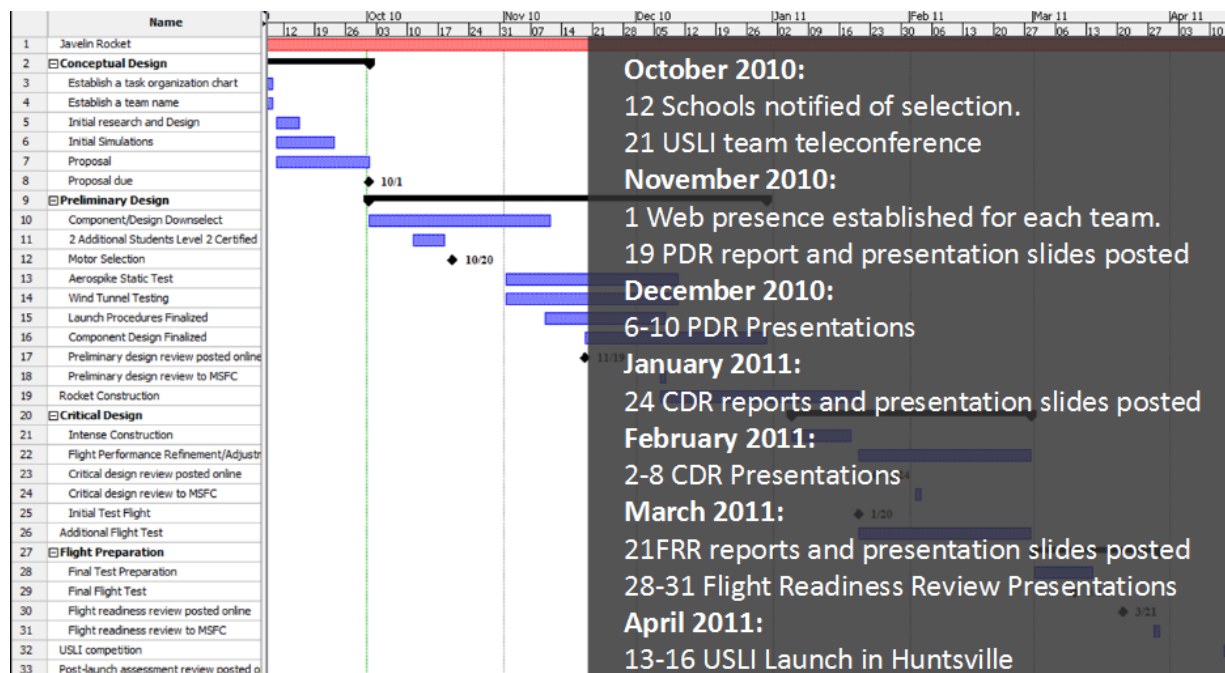 Name
Oct 10 Nov 10 Dec 10 Jan 11 Feb 11 Mar 11 Apr 11
12 19 26 03 10 17 24 31 07 14 21 28 05 12 19 26 02 09 16 23 30 06 13 20 27 06 13 20 27 03 10
1 Javelin Rocket
2 Conceptual Design
3 Establish a task organization chart
4 Establish a team name
5 Initial research and Design
6 Initial Simulations
7 Proposal
8 Proposal due
10/1
9 Preliminary Design
10 Component/Design Downselect
11 2 Additional Students Level 2 Certified
12 Motor Selection
10/20
13 Aerospike Static Test
14 Wind Tunnel Testing
15 Launch Procedures Finalized
16 Component Design Finalized
17 Preliminary design review posted online
11/19
18 Preliminary design review to MSFC
19 Rocket Construction
20 Critical Design
21 Intense Construction
22 Flight Performance Refinement/Adjustm
23 Critical design review posted online
24 Critical design review to MSFC
25 Initial Test Flight
1/20
26 Additional Flight Test
27 Flight Preparation
28 Final Test Preparation
29 Final Flight Test
30 Flight readiness review posted online
3/21
31 Flight readiness review to MSFC
32 USLI competition
33 Post-launch assessment review posted o
October 2010:
12 Schools notified of selection.
21 USLI team teleconference
November 2010:
1 Web presence established for each team.
19 PDR report and presentation slides posted
December 2010:
6-10 PDR Presentations
January 2011:
24 CDR reports and presentation slides posted
February 2011:
2-8 CDR Presentations
March 2011:
21FRR reports and presentation slides posted
28-31 Flight Readiness Review Presentations
April 2011:
13-16 USLI Launch in Huntsville